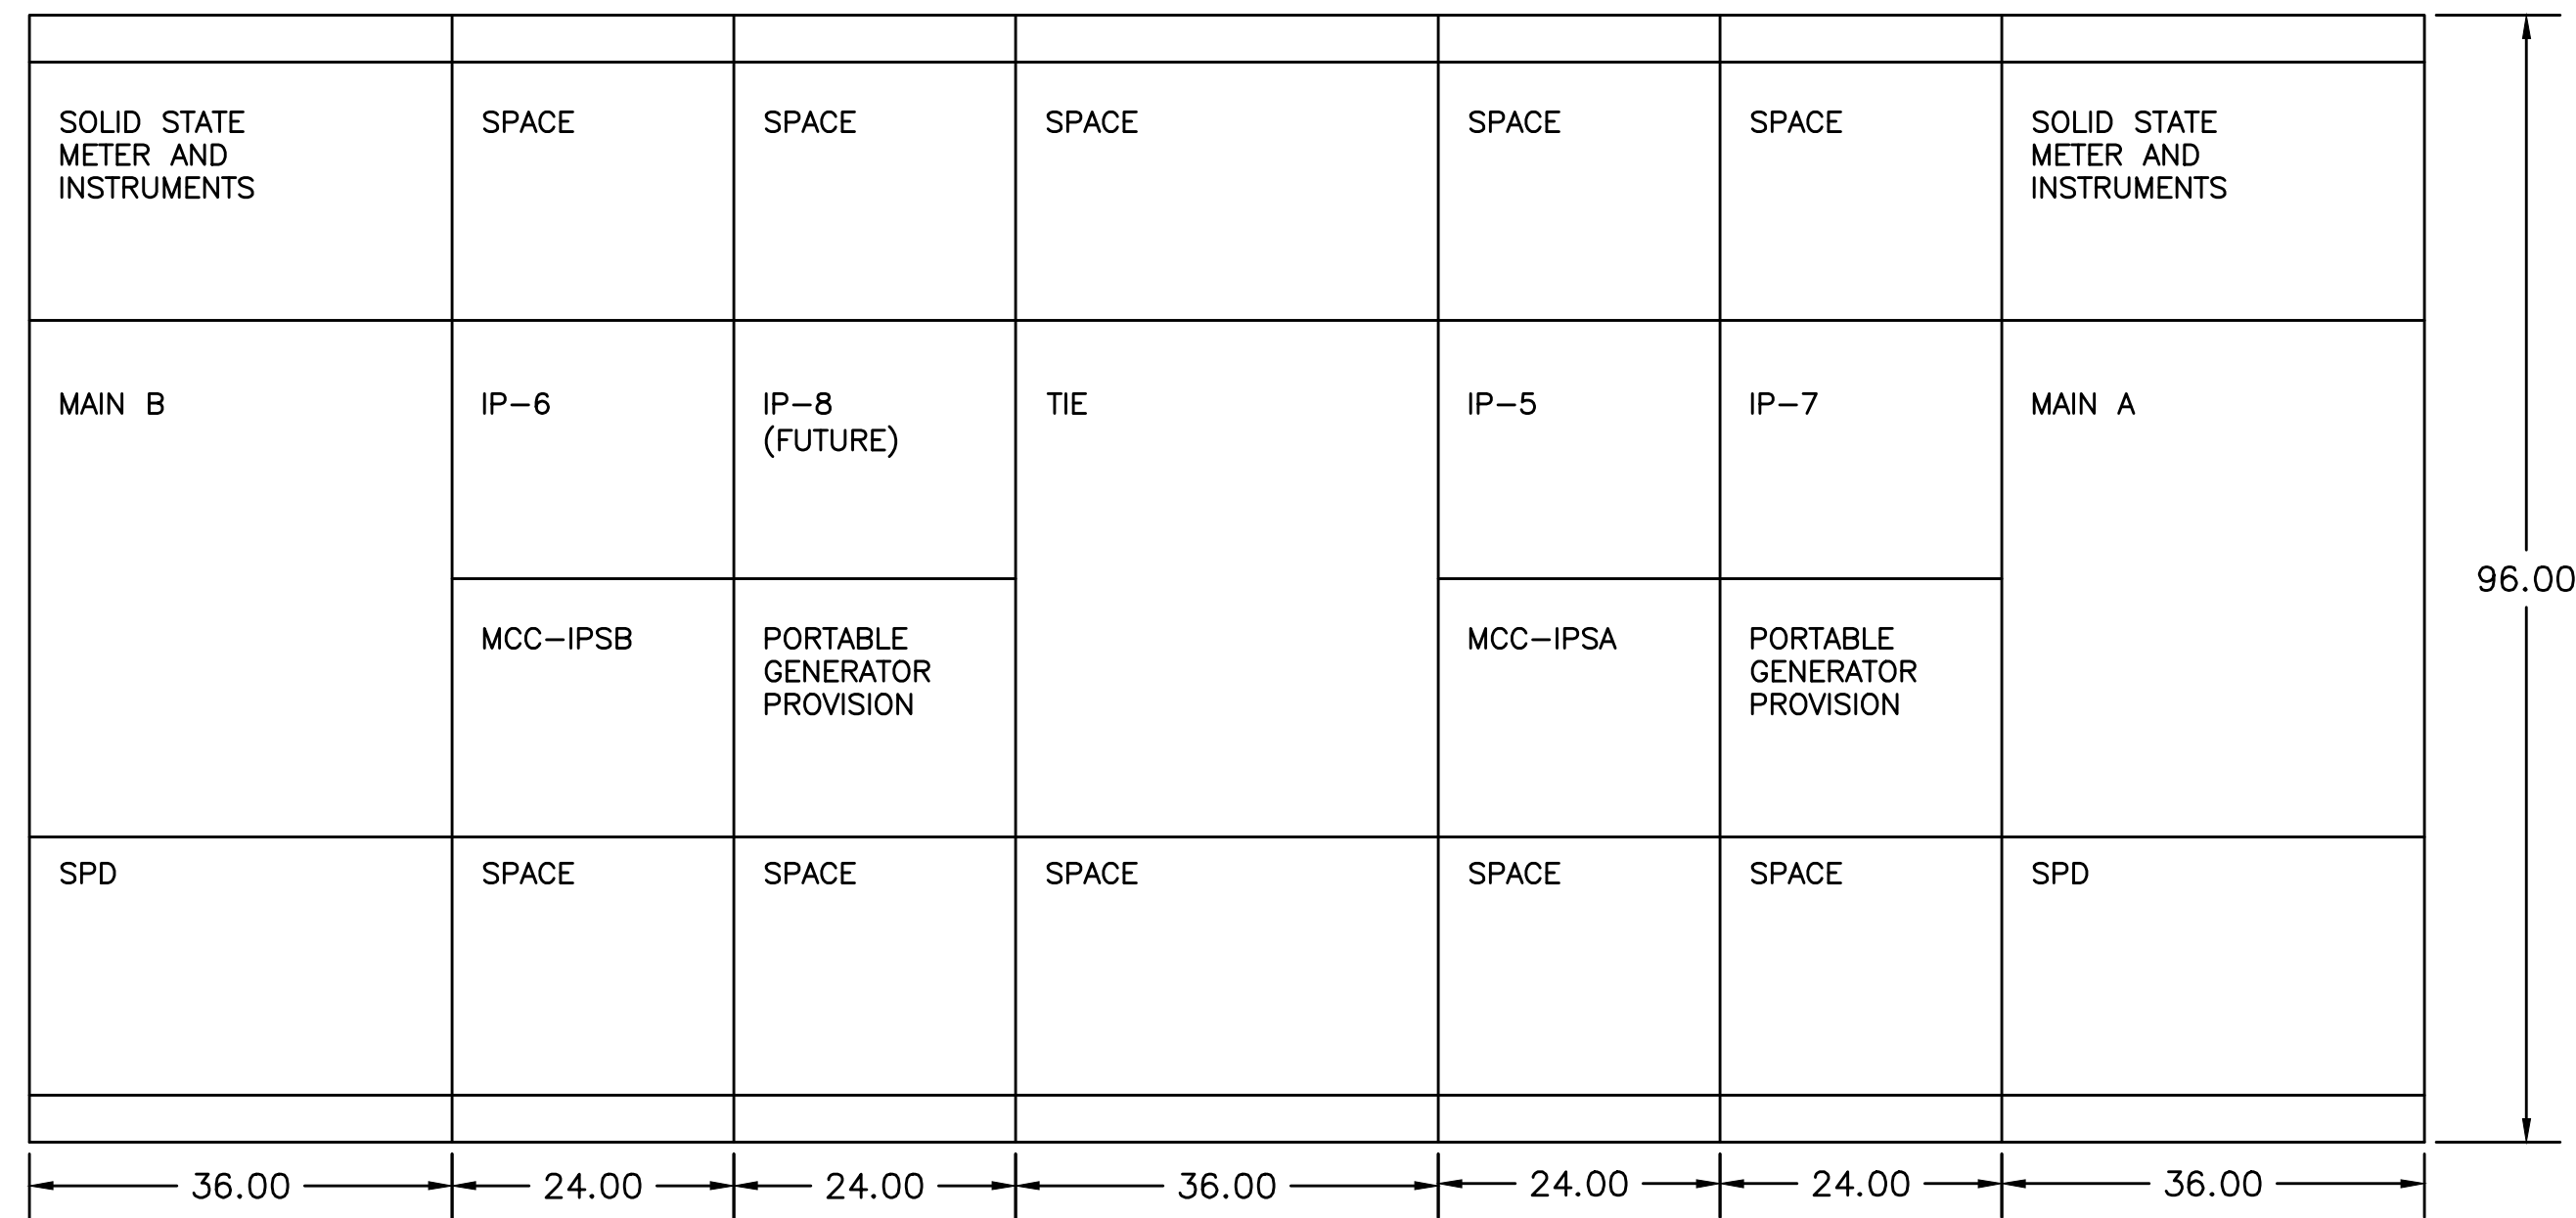 SOLID STATE
METER AND
INSTRUMENTS
SPACE
SPACE
SPACE
SPACE
SPACE
SOLID STATE
METER AND
INSTRUMENTS
MAIN B
IP-6
IP-8
(FUTURE)
TIE
IP-5
IP-7
MAIN A
96.00
MCC-IPSB
PORTABLE
GENERATOR
PROVISION
MCC-IPSA
PORTABLE
GENERATOR
PROVISION
SPD
SPACE
SPACE
SPACE
SPACE
SPACE
SPD
36.00
24.00
24.00
36.00
24.00
24.00
36.00